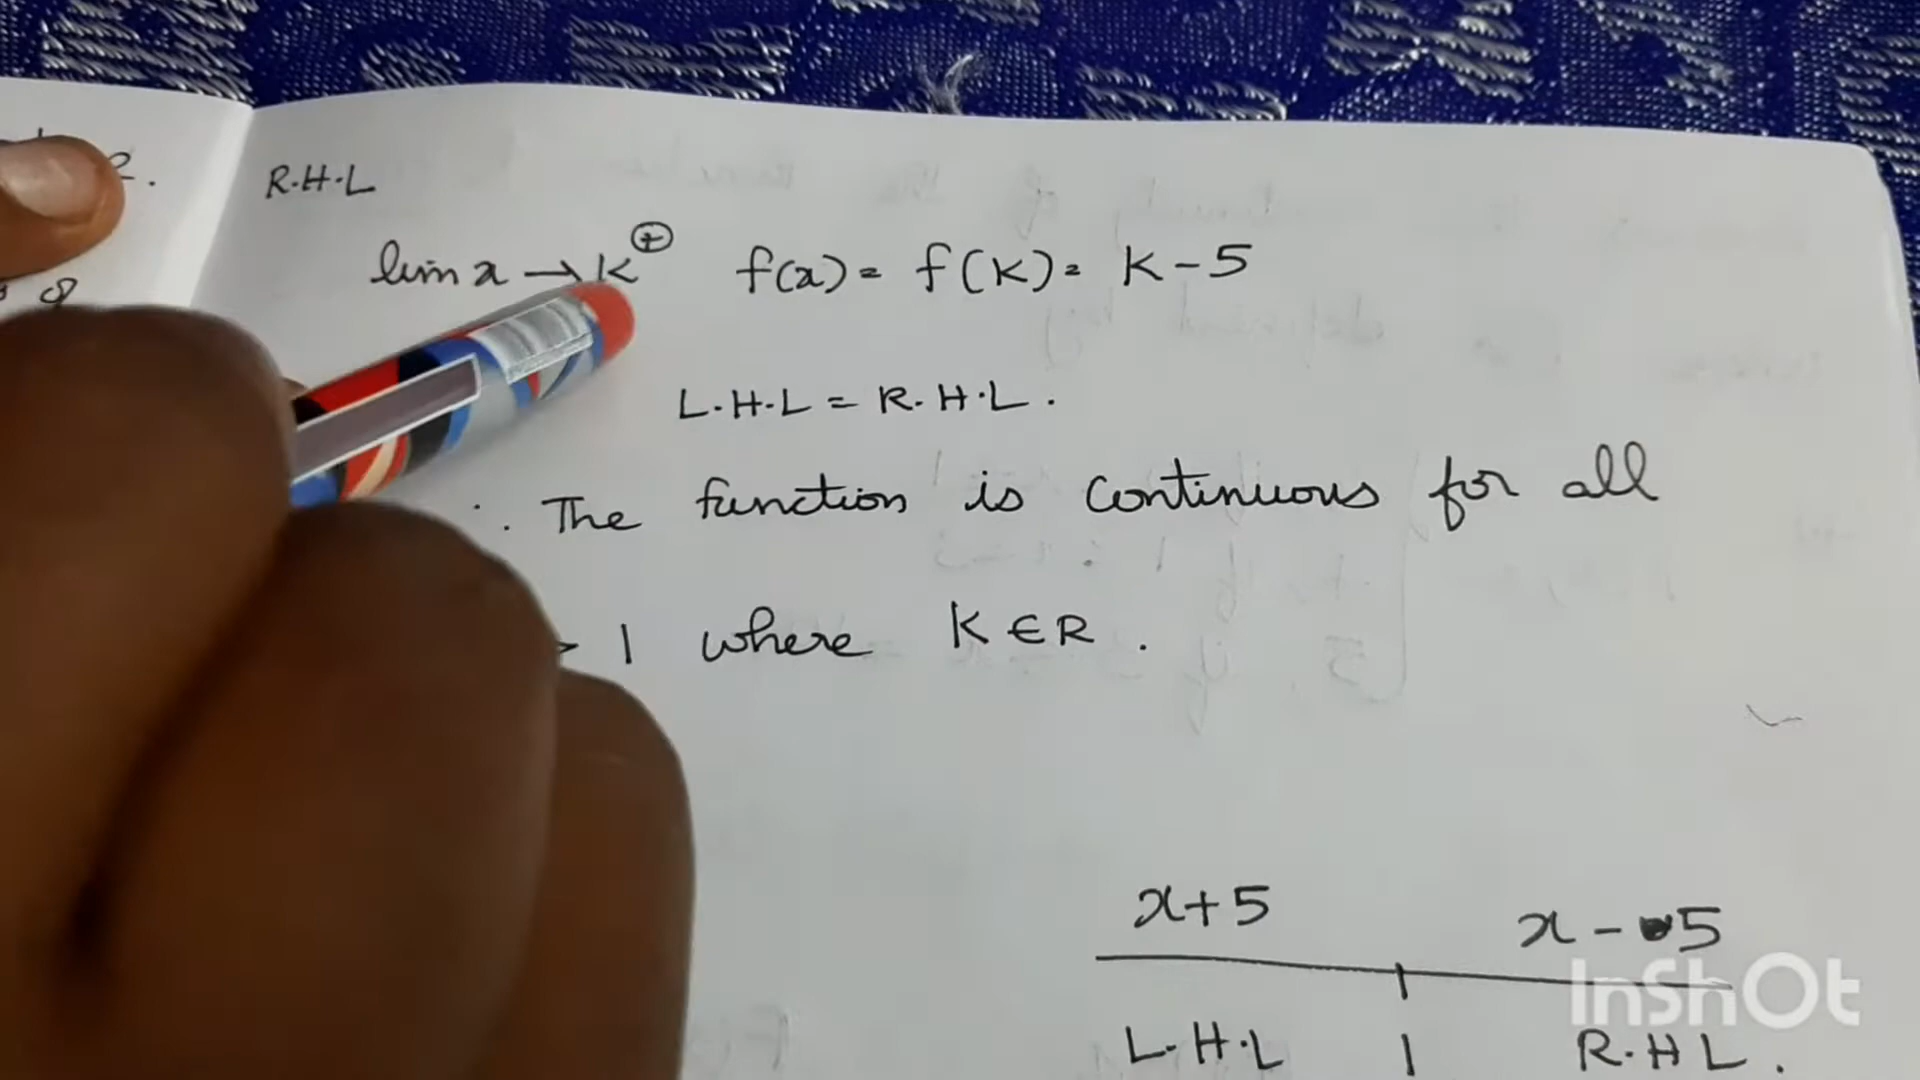 R.H.L
lim x → K⊕ f(x) = f(K) = K - 5
L.H.L = R.H.L.
∴ The function is continuous for all
> 1 where K ∈ R.
x + 5
x - 5
L.H.L 1 R.H L.
InShOt